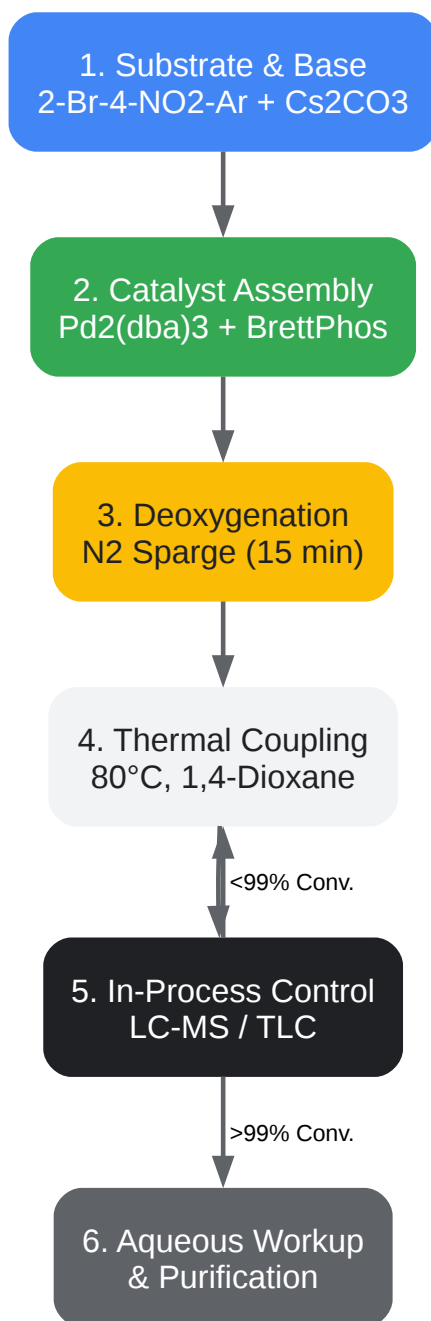 1. Substrate & Base
2-Br-4-NO2-Ar + Cs2CO3
2. Catalyst Assembly
Pd2(dba)3 + BrettPhos
3. Deoxygenation
N2 Sparge (15 min)
4. Thermal Coupling
80°C, 1,4-Dioxane
<99% Conv.
5. In-Process Control
LC-MS / TLC
>99% Conv.
6. Aqueous Workup
& Purification